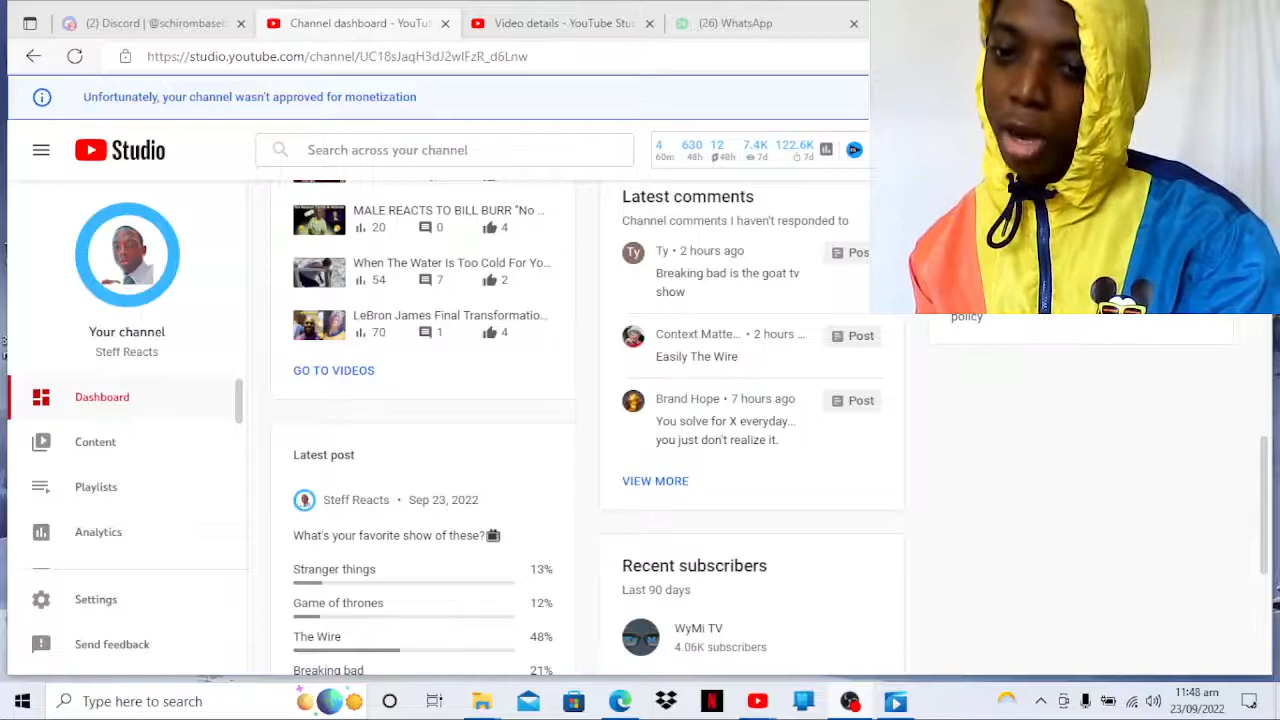 (2) Discord | @schirombasei
Channel dashboard - YouTu
Video details - YouTube Stu
(26) WhatsApp
https://studio.youtube.com/channel/UC18sJaqH3dJ2wlFzR_d6Lnw
Unfortunately, your channel wasn't approved for monetization
Studio
Search across your channel
4 630 12 7.4K 122.6K
60m 48h 48h 7d 7d
MALE REACTS TO BILL BURR "No ...
20 0 4
When The Water Is Too Cold For Yo...
54 7 2
LeBron James Final Transformatio...
70 1 4
GO TO VIDEOS
Your channel
Steff Reacts
Dashboard
Content
Playlists
Analytics
Settings
Send feedback
Latest post
Steff Reacts • Sep 23, 2022
What's your favorite show of these?
Stranger things 13%
Game of thrones 12%
The Wire 48%
Breaking bad 21%
Latest comments
Channel comments I haven't responded to
Ty
Ty • 2 hours ago
Pos
Breaking bad is the goat tv
show
Context Matte... • 2 hours ...
Post
Easily The Wire
Brand Hope • 7 hours ago
Post
You solve for X everyday...
you just don't realize it.
VIEW MORE
Recent subscribers
Last 90 days
WyMi TV
4.06K subscribers
policy
Type here to search
11:48 am
23/09/2022